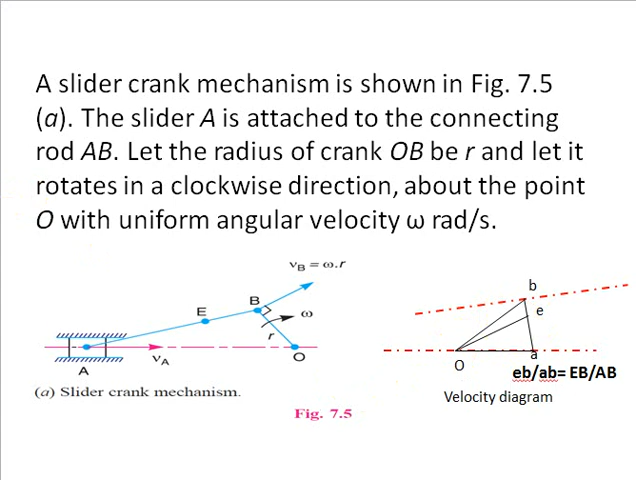 A slider crank mechanism is shown in Fig. 7.5
(a). The slider A is attached to the connecting
rod AB. Let the radius of crank OB be r and let it
rotates in a clockwise direction, about the point
O with uniform angular velocity ω rad/s.
vB = ω.r
B
E
ω
r
vA
O
A
(a) Slider crank mechanism.
Fig. 7.5
b
e
a
O
eb/ab= EB/AB
Velocity diagram